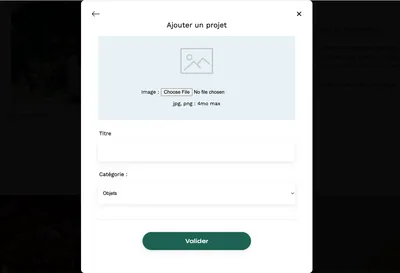 Ajouter un projet
Image : Choose File No file chosen
jpg, png : 4mo max
Titre
Catégorie :
Objets
Valider